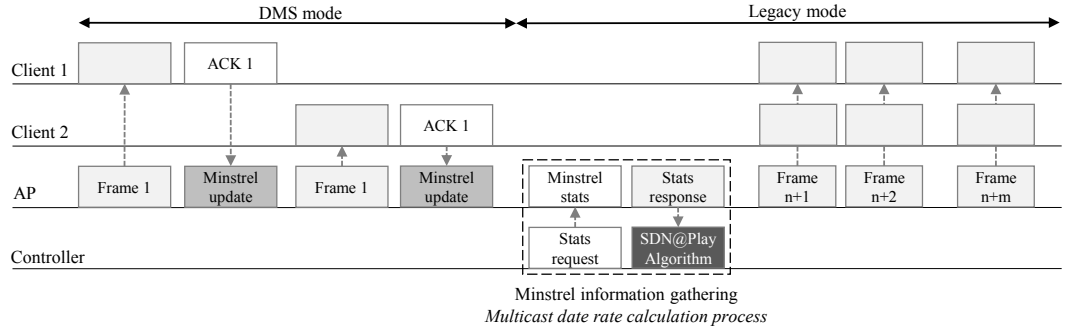 DMS mode
Legacy mode
Client 1
ACK 1
Client 2
ACK 1
AP
Frame 1
Minstrel
update
Frame 1
Minstrel
update
Minstrel
stats
Stats
response
Frame
n+1
Frame
n+2
Frame
n+m
Controller
Stats
request
SDN@Play
Algorithm
Minstrel information gathering
Multicast date rate calculation process